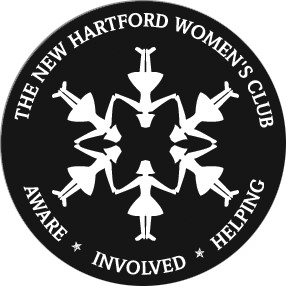 THE NEW HARTFORD WOMEN'S CLUB
AWARE ★ INVOLVED ★ HELPING